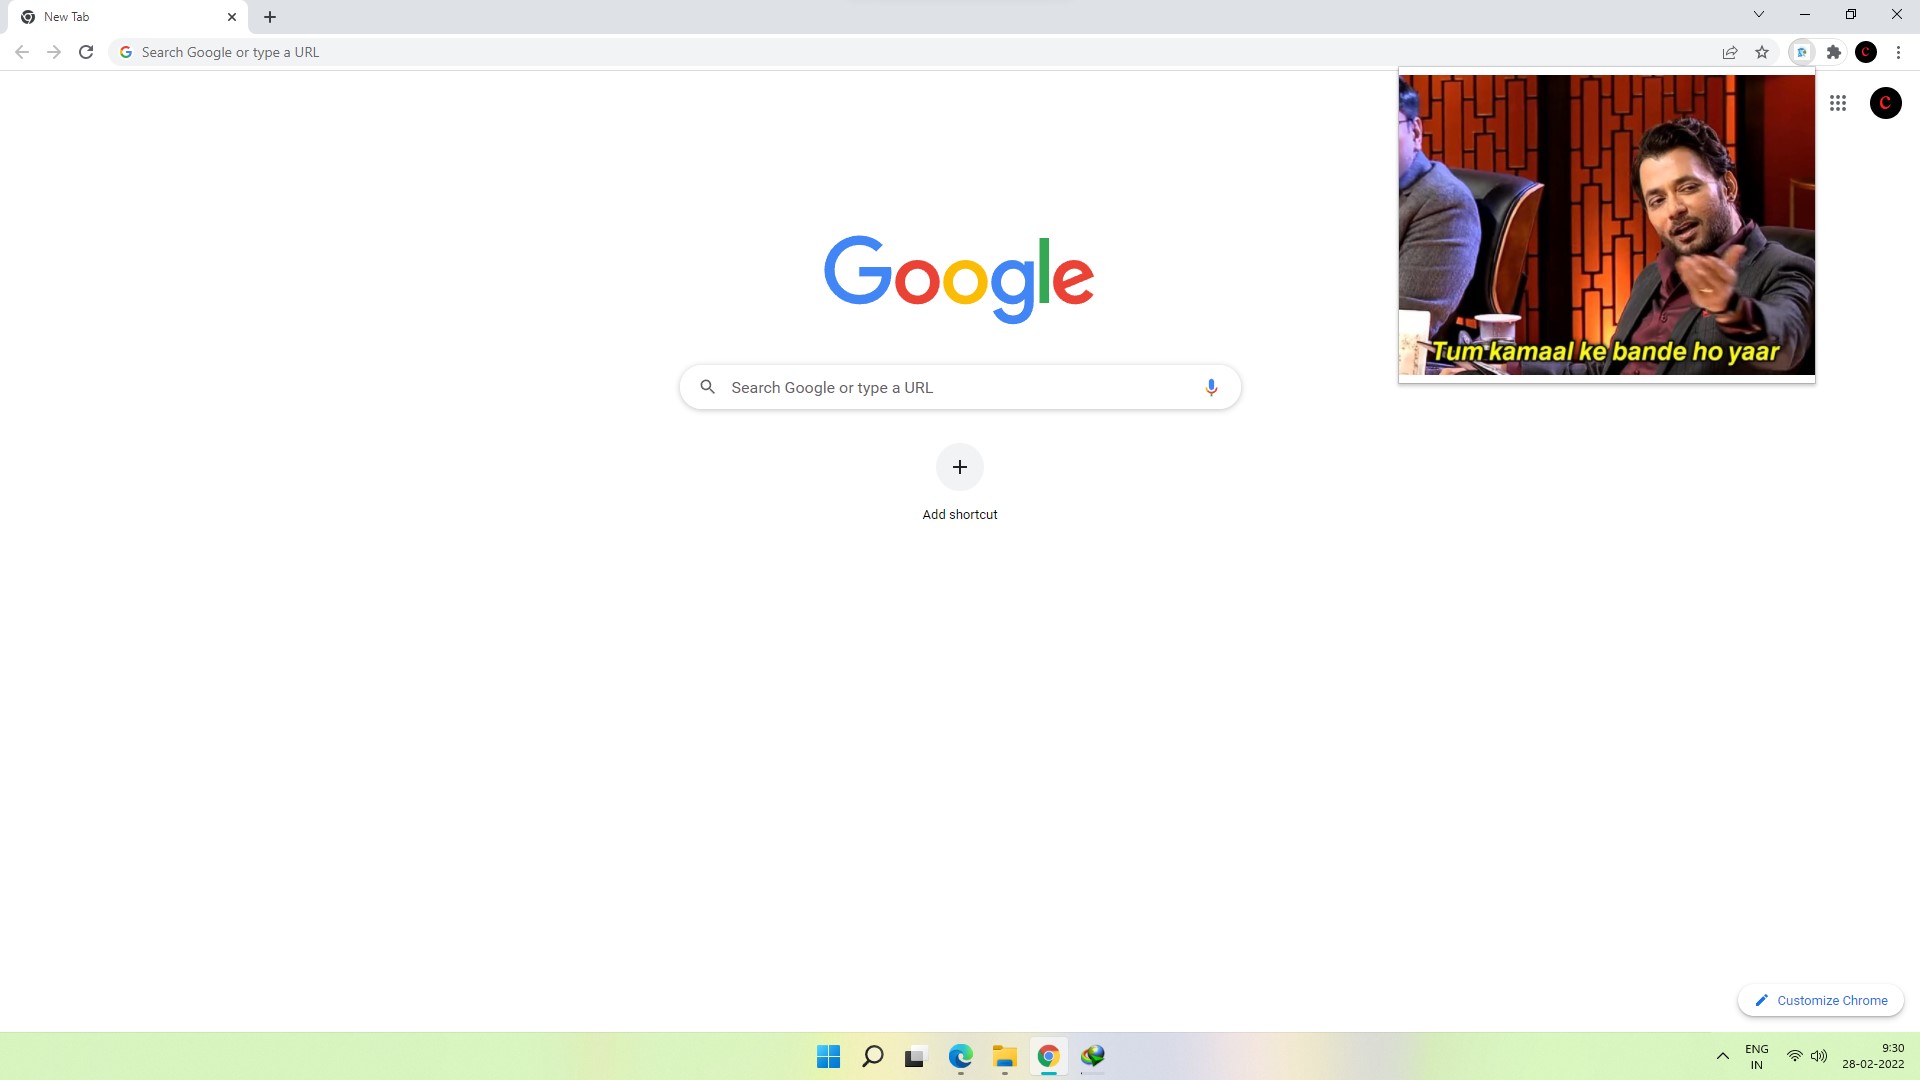 New Tab
Search Google or type a URL
C
C
Tum kamaal ke bande ho yaar
Google
Search Google or type a URL
Add shortcut
Customize Chrome
ENG
IN
9:30
28-02-2022